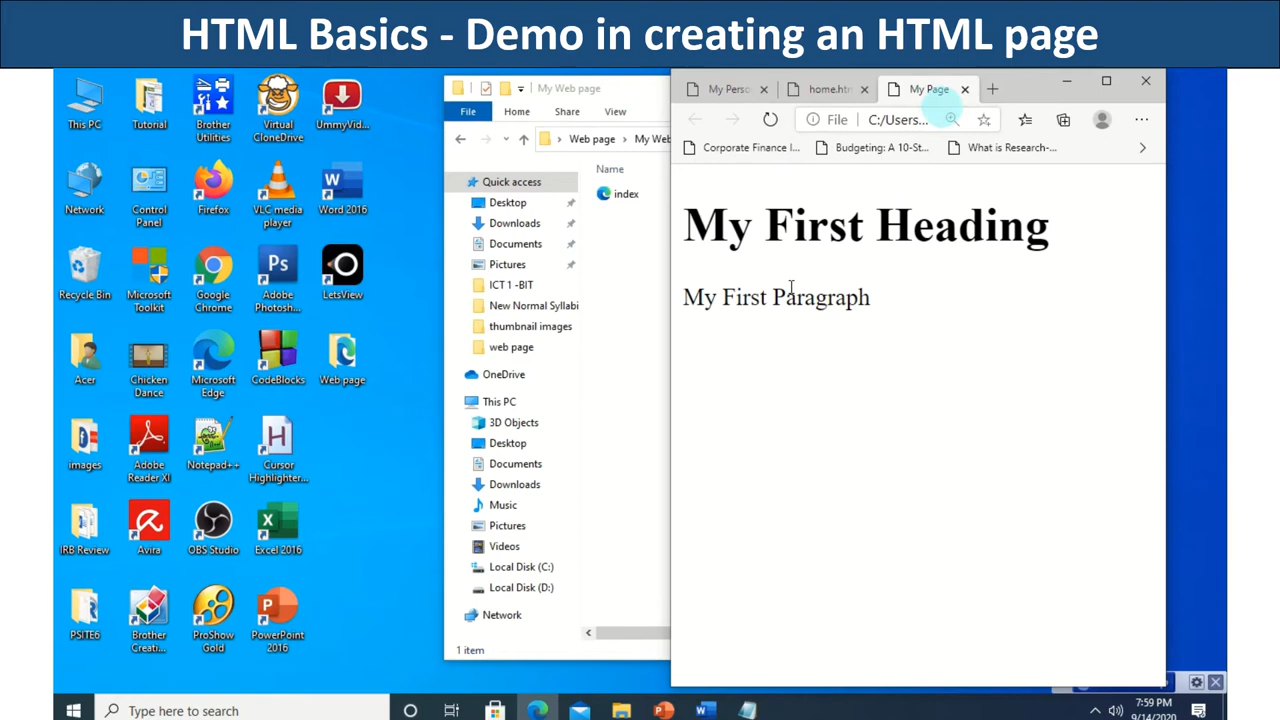 HTML Basics - Demo in creating an HTML page
This PC
Tutorial
Brother Utilities
Virtual CloneDrive
UmmyVid...
Network
Control Panel
Firefox
VLC media player
Word 2016
Recycle Bin
Microsoft Toolkit
Google Chrome
Adobe Photosh...
LetsView
Acer
Chicken Dance
Microsoft Edge
CodeBlocks
Web page
images
Adobe Reader XI
Notepad++
Cursor Highlighter...
IRB Review
Avira
OBS Studio
Excel 2016
PSITE6
Brother Creati...
ProShow Gold
PowerPoint 2016
My Web page
File Home Share View
Web page My Web
Name
index
Quick access
Desktop
Downloads
Documents
Pictures
ICT 1 -BIT
New Normal Syllabi
thumbnail images
web page
OneDrive
This PC
3D Objects
Desktop
Documents
Downloads
Music
Pictures
Videos
Local Disk (C:)
Local Disk (D:)
Network
1 item
My Perso
home.htm
My Page
File C:/Users...
Corporate Finance I...
Budgeting: A 10-St...
What is Research-...
My First Heading
My First Paragraph
Type here to search
7:59 PM
9/14/2020